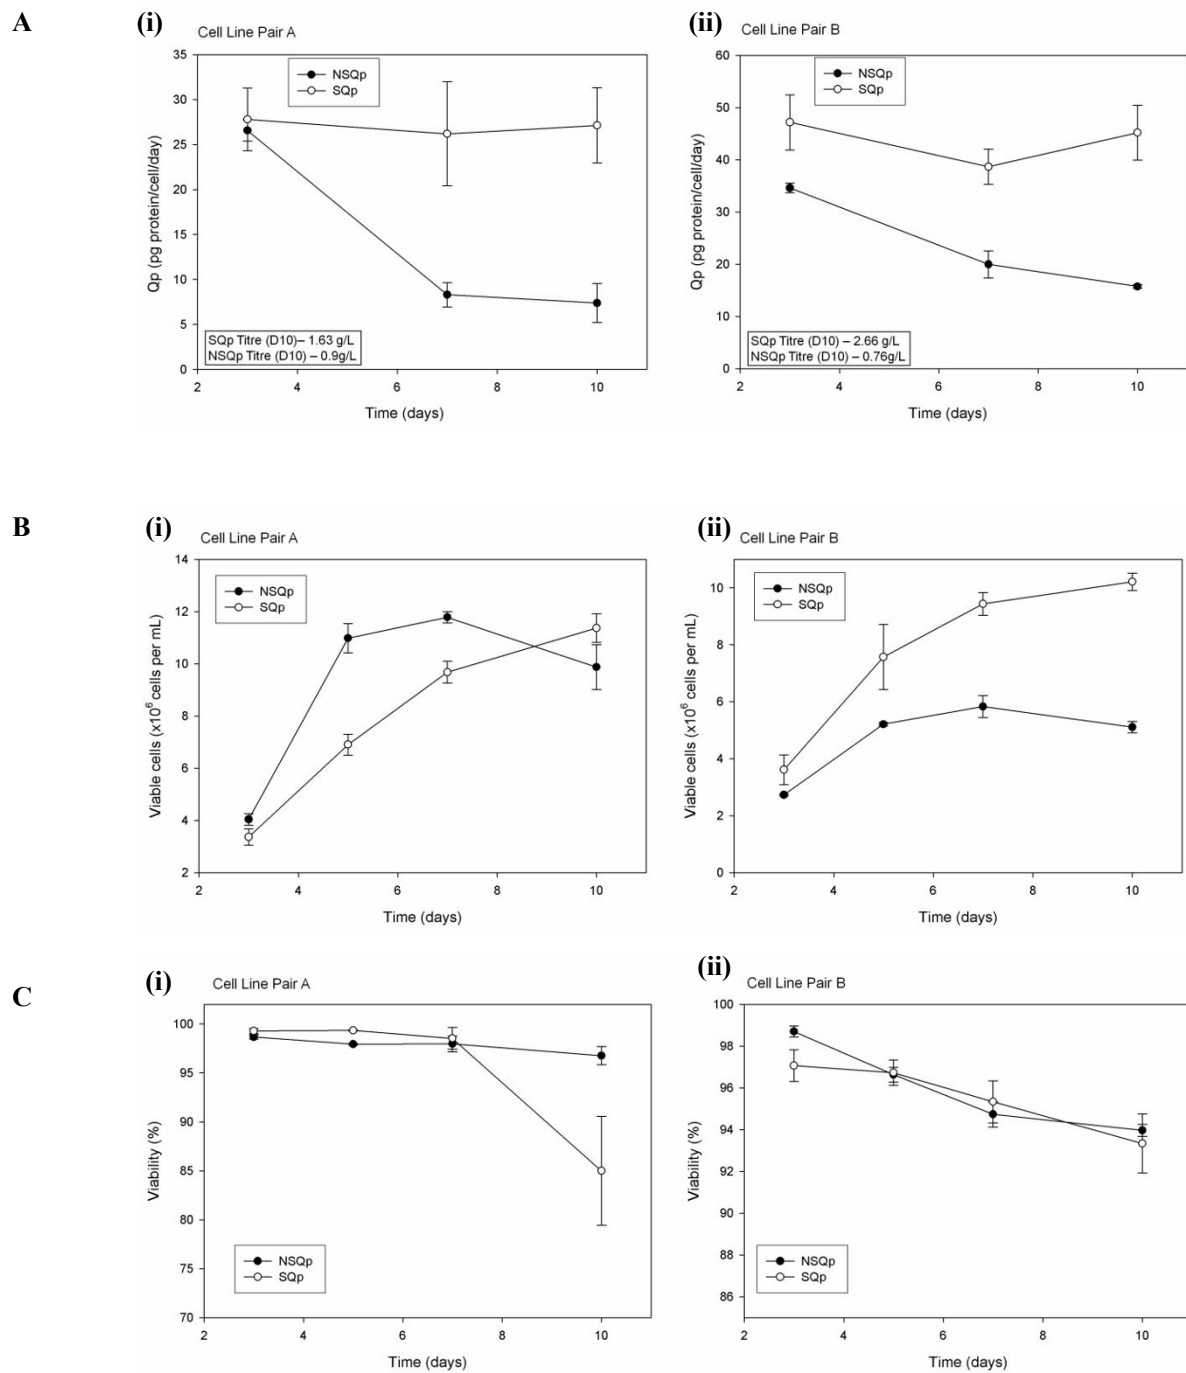 A
(i)
Cell Line Pair A
35
30
25
20
15
10
5
0
Qp (pg protein/cell/day)
NSQp
SQp
SQp Titre (D10)– 1.63 g/L
NSQp Titre (D10) – 0.9g/L
2
4
6
8
10
Time (days)
(ii)
Cell Line Pair B
60
50
40
30
20
10
0
Qp (pg protein/cell/day)
NSQp
SQp
SQp Titre (D10) – 2.66 g/L
NSQp Titre (D10) – 0.76g/L
2
4
6
8
10
Time (days)
B
(i)
Cell Line Pair A
14
12
10
8
6
4
2
Viable cells (x10⁶ cells per mL)
NSQp
SQp
2
4
6
8
10
Time (days)
(ii)
Cell Line Pair B
10
8
6
4
2
0
Viable cells (x10⁶ cells per mL)
NSQp
SQp
2
4
6
8
10
Time (days)
C
(i)
Cell Line Pair A
100
95
90
85
80
75
70
Viability (%)
NSQp
SQp
2
4
6
8
10
Time (days)
(ii)
Cell Line Pair B
100
98
96
94
92
90
88
86
Viability (%)
NSQp
SQp
2
4
6
8
10
Time (days)